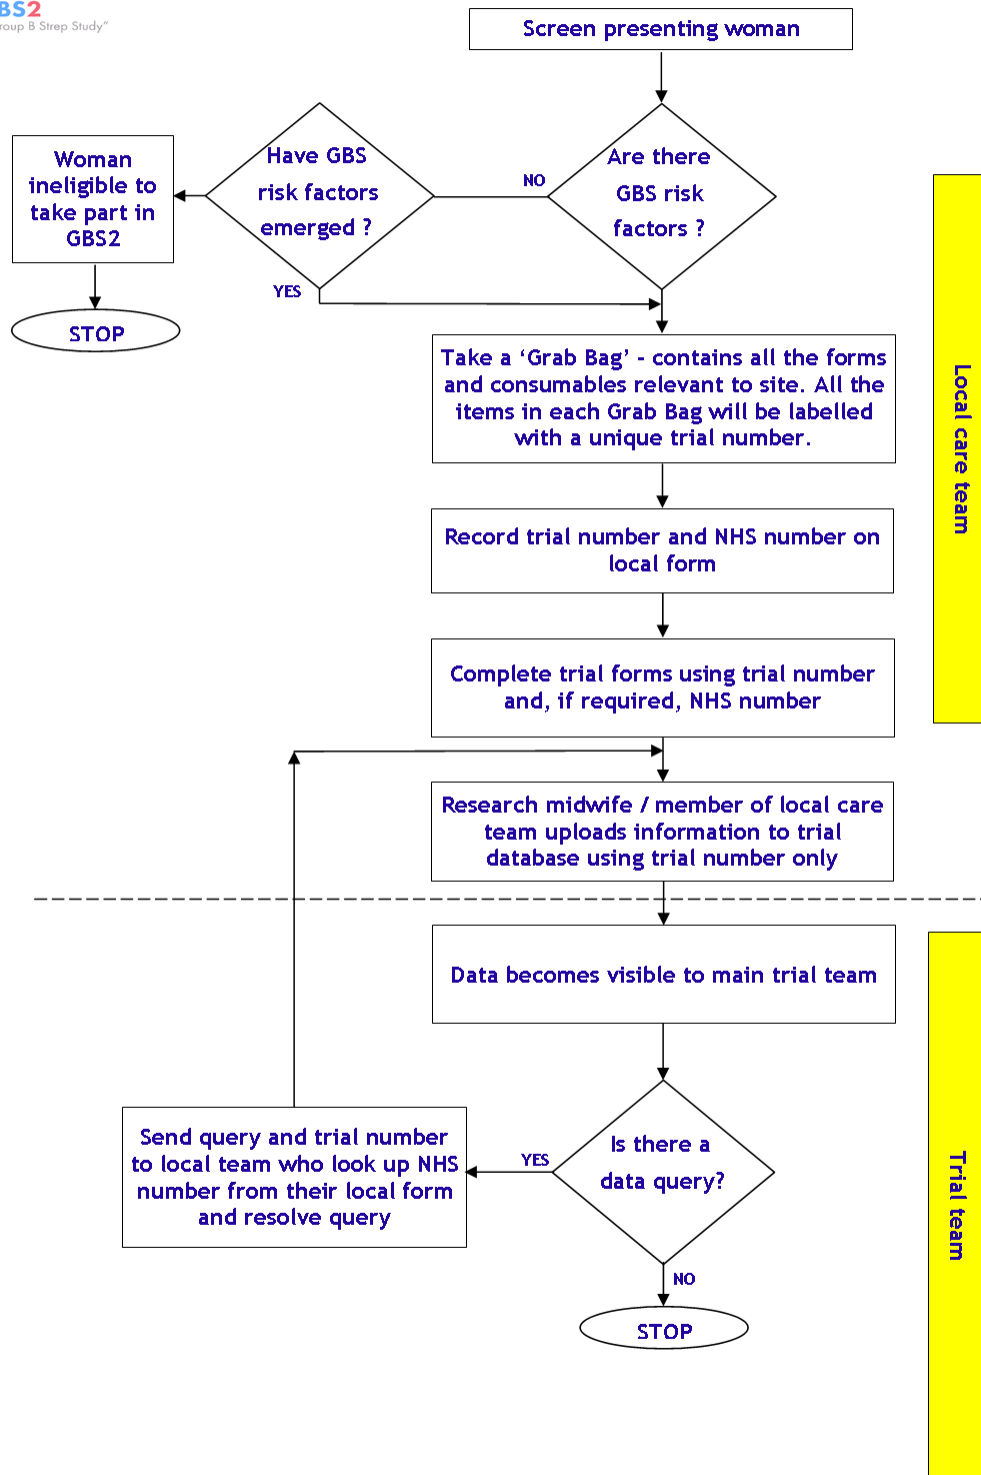 BS2
roup B Strep Study"
Screen presenting woman
Have GBS
risk factors
emerged ?
Are there
GBS risk
factors ?
NO
Woman
ineligible to
take part in
GBS2
YES
STOP
Take a ‘Grab Bag’ - contains all the forms
and consumables relevant to site. All the
items in each Grab Bag will be labelled
with a unique trial number.
Local care team
Record trial number and NHS number on
local form
Complete trial forms using trial number
and, if required, NHS number
Research midwife / member of local care
team uploads information to trial
database using trial number only
Data becomes visible to main trial team
Is there a
data query?
YES
Send query and trial number
to local team who look up NHS
number from their local form
and resolve query
Trial team
NO
STOP